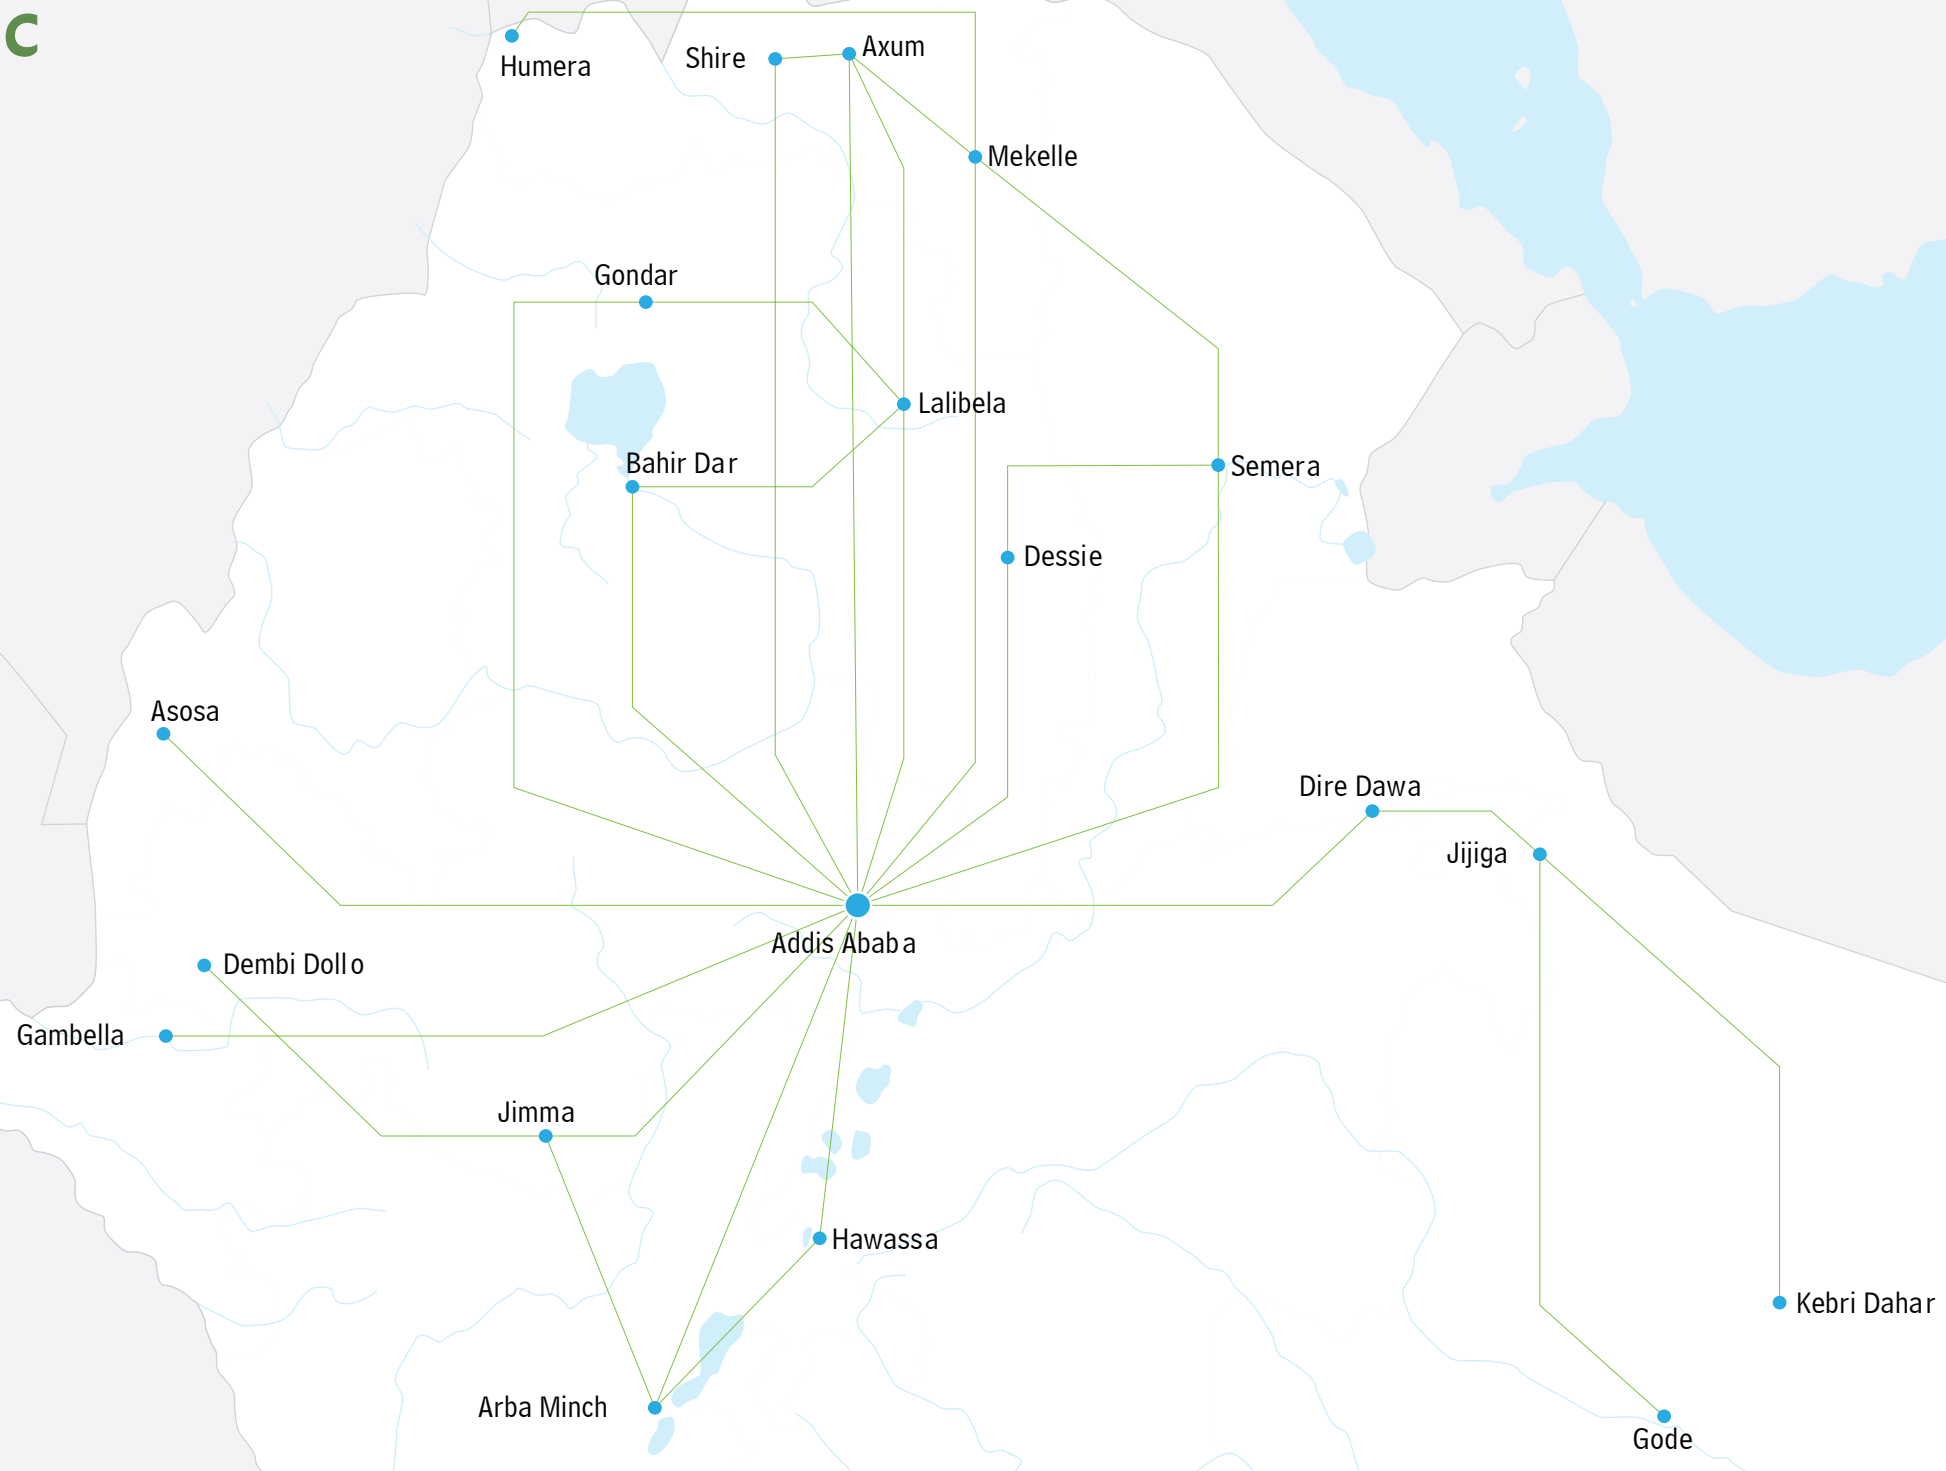 C
Humera
Shire
Axum
Mekelle
Gondar
Lalibela
Bahir Dar
Semera
Dessie
Asosa
Dire Dawa
Jijiga
Addis Ababa
Dembi Dollo
Gambella
Jimma
Hawassa
Kebri Dahar
Arba Minch
Gode